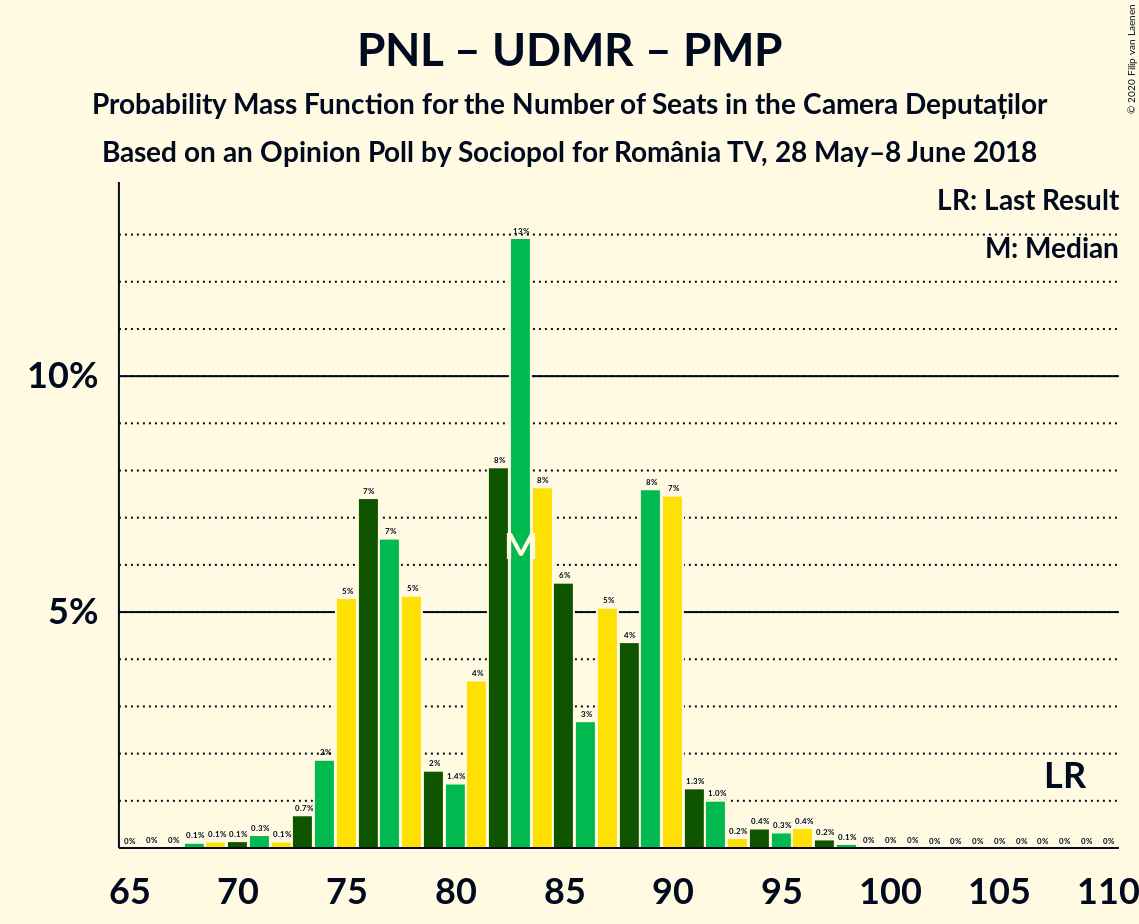 PNL – UDMR – PMP
Probability Mass Function for the Number of Seats in the Camera Deputaților
Based on an Opinion Poll by Sociopol for România TV, 28 May–8 June 2018
© 2020 Filip van Laenen
LR: Last Result
M: Median
10%
5%
0% 0% 0% 0.1% 0.1% 0.1% 0.3% 0.1% 0.7% 2% 5% 7% 7% 5% 2% 1.4% 4% 8% 13% 8% 6% 3% 5% 4% 8% 7% 1.3% 1.0% 0.2% 0.4% 0.3% 0.4% 0.2% 0.1% 0% 0% 0% 0% 0% 0% 0% 0% 0% 0% 0% 0%
M
LR
65 70 75 80 85 90 95 100 105 110